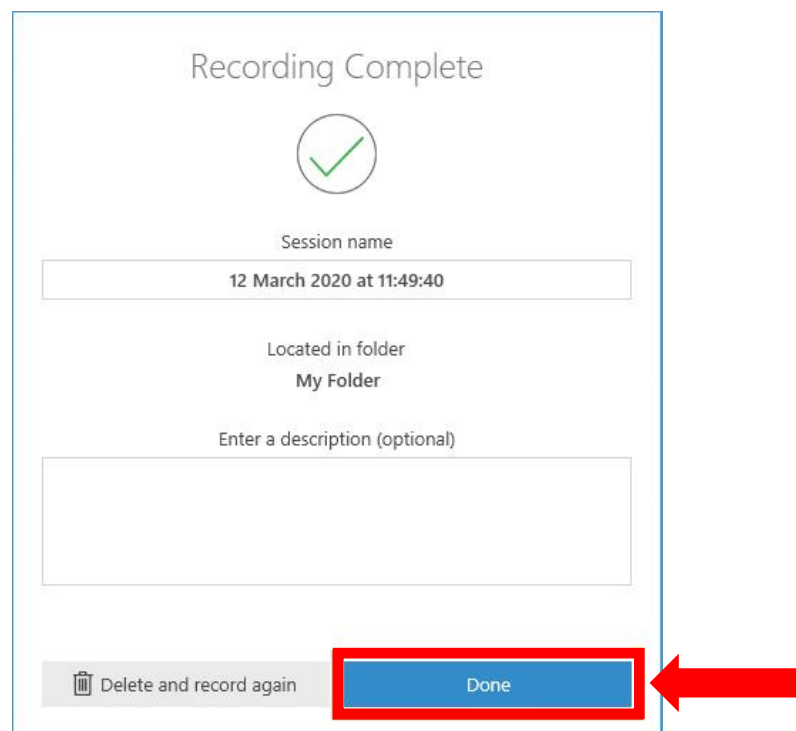 Recording Complete
Session name
12 March 2020 at 11:49:40
Located in folder
My Folder
Enter a description (optional)
Delete and record again
Done